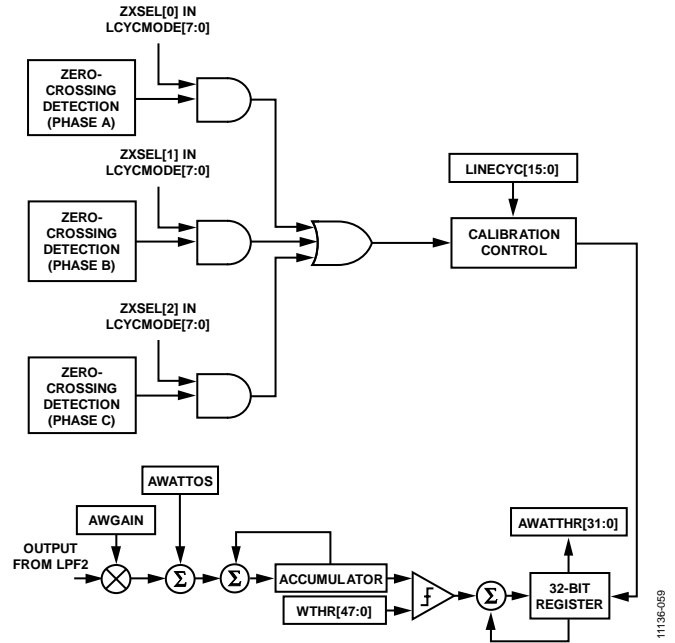 ZXSEL[0] IN
LCYCMODE[7:0]
ZERO-
CROSSING
DETECTION
(PHASE A)
ZXSEL[1] IN
LCYCMODE[7:0]
ZERO-
CROSSING
DETECTION
(PHASE B)
LINECYC[15:0]
CALIBRATION
CONTROL
ZXSEL[2] IN
LCYCMODE[7:0]
ZERO-
CROSSING
DETECTION
(PHASE C)
AWATTOS
AWGAIN
AWATTHR[31:0]
OUTPUT
FROM LPF2
Σ
Σ
ACCUMULATOR
WTHR[47:0]
Σ
32-BIT
REGISTER
11136-059